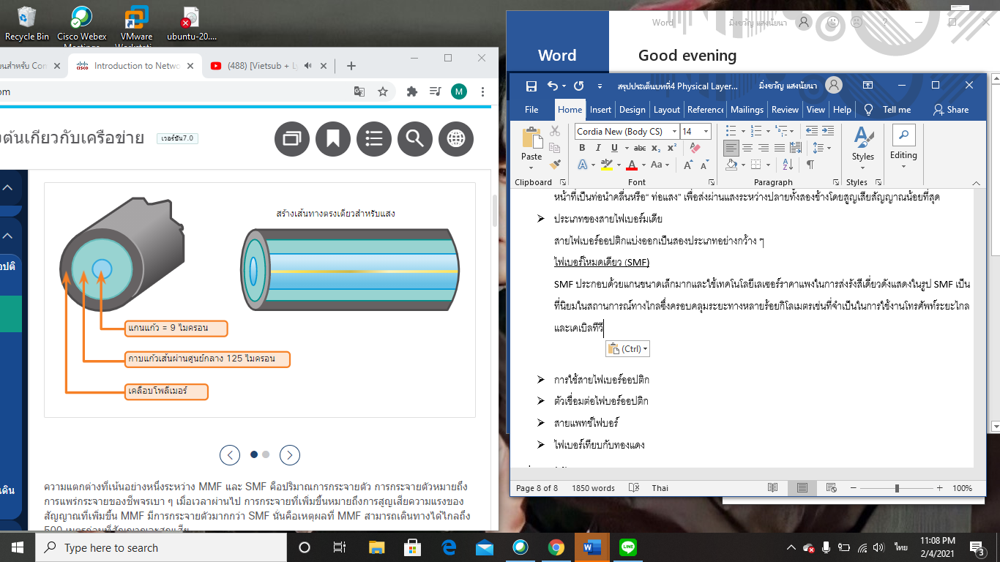 Recycle Bin
Cisco Webex
Meetings
VMware
Workstati...
ubuntu-20....
ยนสำหรับ Con
Introduction to Netwo
(488) [Vietsub + Ly
om
M
งต้นเกี่ยวกับเครือข่าย
เวอร์ชัน7.0
อปติ
เดิน
สร้างเส้นทางตรงเดียวสำหรับแสง
แกนแก้ว = 9 ไมครอน
กาบแก้วเส้นผ่านศูนย์กลาง 125 ไมครอน
เคลือบโพลีเมอร์
ความแตกต่างที่เน้นอย่างหนึ่งระหว่าง MMF และ SMF คือปริมาณการกระจายตัว การกระจายตัวหมายถึง
การแพร่กระจายของชีพจรเบา ๆ เมื่อเวลาผ่านไป การกระจายที่เพิ่มขึ้นหมายถึงการสูญเสียความแรงของ
สัญญาณที่เพิ่มขึ้น MMF มีการกระจายตัวมากกว่า SMF นั่นคือเหตุผลที่ MMF สามารถเดินทางได้ไกลถึง
500 เมตรก่อนที่สัญญาณจะสูญเสีย
Word
มิ่งขวัญ แสงนัยนา
Word
Good evening
สรุปประเด็นบทที่4 Physical Layer...
มิ่งขวัญ แสงนัยนา
File
Home
Insert
Design
Layout
Reference
Mailings
Review
View
Help
Tell me
Share
Paste
Clipboard
Cordia New (Body CS)
14
Font
Paragraph
Styles
Styles
Editing
หน้าที่เป็นท่อนำคลื่นหรือ“ ท่อแสง” เพื่อส่งผ่านแสงระหว่างปลายทั้งสองข้างโดยสูญเสียสัญญาณน้อยที่สุด
ประเภทของสายไฟเบอร์มีเดีย
สายไฟเบอร์ออปติกแบ่งออกเป็นสองประเภทอย่างกว้าง ๆ
ไฟเบอร์โหมดเดียว (SMF)
SMF ประกอบด้วยแกนขนาดเล็กมากและใช้เทคโนโลยีเลเซอร์ราคาแพงในการส่งรังสีเดี่ยวดังแสดงในรูป SMF เป็น
ที่นิยมในสถานการณ์ทางไกลซึ่งครอบคลุมระยะทางหลายร้อยกิโลเมตรเช่นที่จำเป็นในการใช้งานโทรศัพท์ระยะไกล
และเคเบิลทีวี
(Ctrl)
การใช้สายไฟเบอร์ออปติก
ตัวเชื่อมต่อไฟเบอร์ออปติก
สายแพทช์ไฟเบอร์
ไฟเบอร์เทียบกับทองแดง
Page 8 of 8
1850 words
Thai
100%
Type here to search
ไทย
11:08 PM
2/4/2021
3